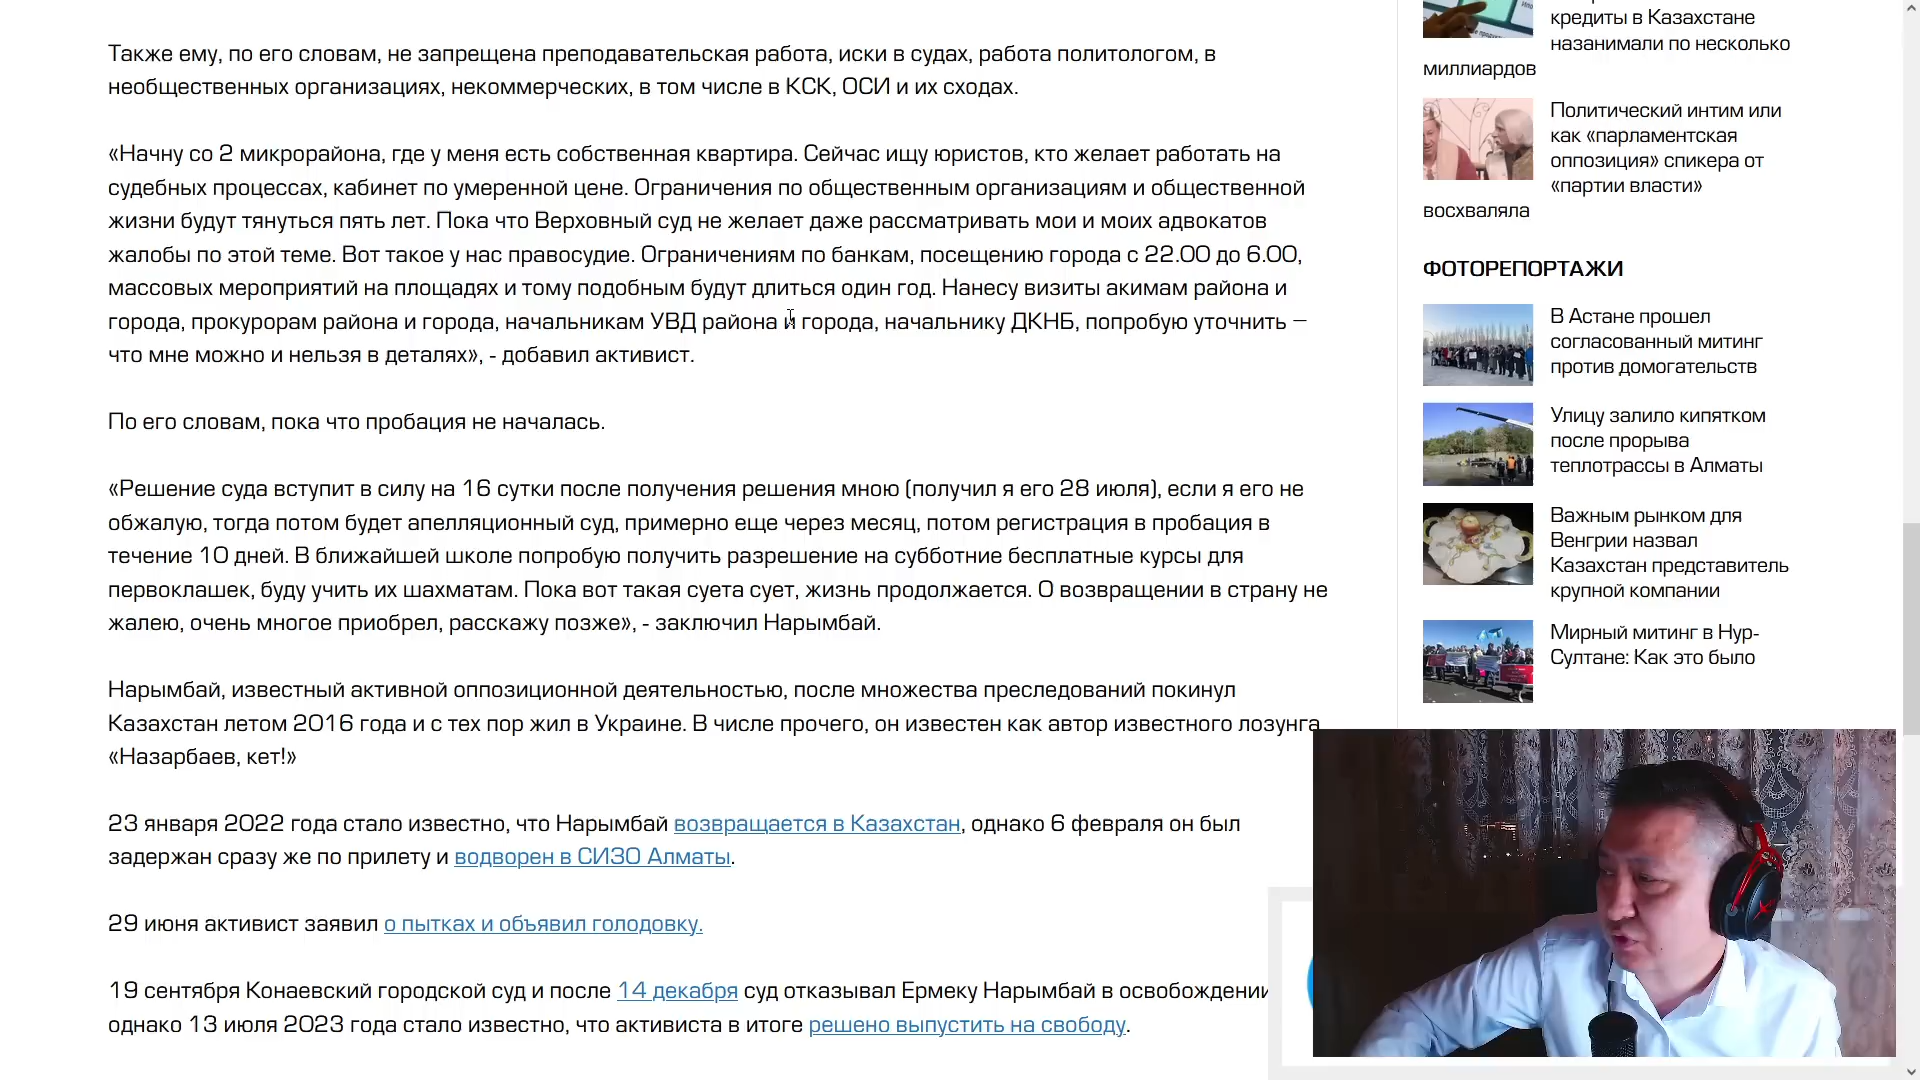 Также ему, по его словам, не запрещена преподавательская работа, иски в судах, работа политологом, в
необщественных организациях, некоммерческих, в том числе в КСК, ОСИ и их сходах.
«Начну со 2 микрорайона, где у меня есть собственная квартира. Сейчас ищу юристов, кто желает работать на
судебных процессах, кабинет по умеренной цене. Ограничения по общественным организациям и общественной
жизни будут тянуться пять лет. Пока что Верховный суд не желает даже рассматривать мои и моих адвокатов
жалобы по этой теме. Вот такое у нас правосудие. Ограничениям по банкам, посещению города с 22.00 до 6.00,
массовых мероприятий на площадях и тому подобным будут длиться один год. Нанесу визиты акимам района и
города, прокурорам района и города, начальникам УВД района и города, начальнику ДКНБ, попробую уточнить –
что мне можно и нельзя в деталях», - добавил активист.
По его словам, пока что пробация не началась.
«Решение суда вступит в силу на 16 сутки после получения решения мною (получил я его 28 июля), если я его не
обжалую, тогда потом будет апелляционный суд, примерно еще через месяц, потом регистрация в пробация в
течение 10 дней. В ближайшей школе попробую получить разрешение на субботние бесплатные курсы для
первоклашек, буду учить их шахматам. Пока вот такая суета сует, жизнь продолжается. О возвращении в страну не
жалею, очень многое приобрел, расскажу позже», - заключил Нарымбай.
Нарымбай, известный активной оппозиционной деятельностью, после множества преследований покинул
Казахстан летом 2016 года и с тех пор жил в Украине. В числе прочего, он известен как автор известного лозунга
«Назарбаев, кет!»
23 января 2022 года стало известно, что Нарымбай возвращается в Казахстан, однако 6 февраля он был
задержан сразу же по прилету и водворен в СИЗО Алматы.
29 июня активист заявил о пытках и объявил голодовку.
19 сентября Конаевский городской суд и после 14 декабря суд отказывал Ермеку Нарымбай в освобождении
однако 13 июля 2023 года стало известно, что активиста в итоге решено выпустить на свободу.
кредиты в Казахстане
назанимали по несколько
миллиардов
Политический интим или
как «парламентская
оппозиция» спикера от
«партии власти»
восхваляла
ФОТОРЕПОРТАЖИ
В Астане прошел
согласованный митинг
против домогательств
Улицу залило кипятком
после прорыва
теплотрассы в Алматы
Важным рынком для
Венгрии назвал
Казахстан представитель
крупной компании
Мирный митинг в Нур-
Султане: Как это было